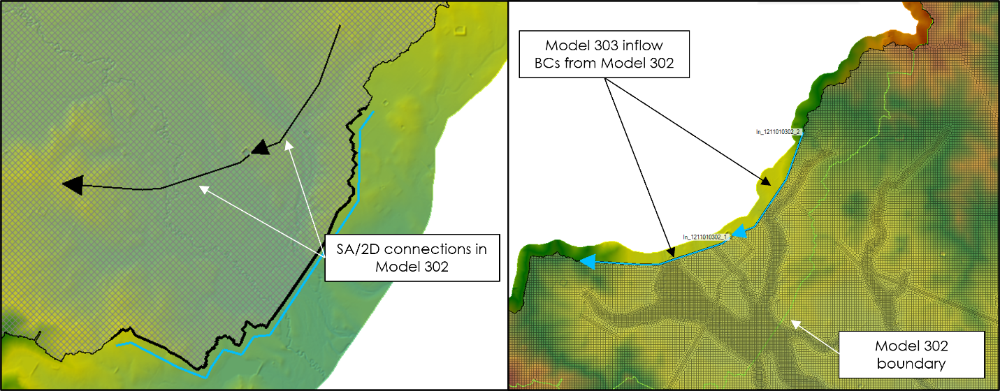 SA/2D connections in
Model 302
Model 303 inflow
BCs from Model 302
In_1211010302_2
In_1211010302_1
Model 302
boundary